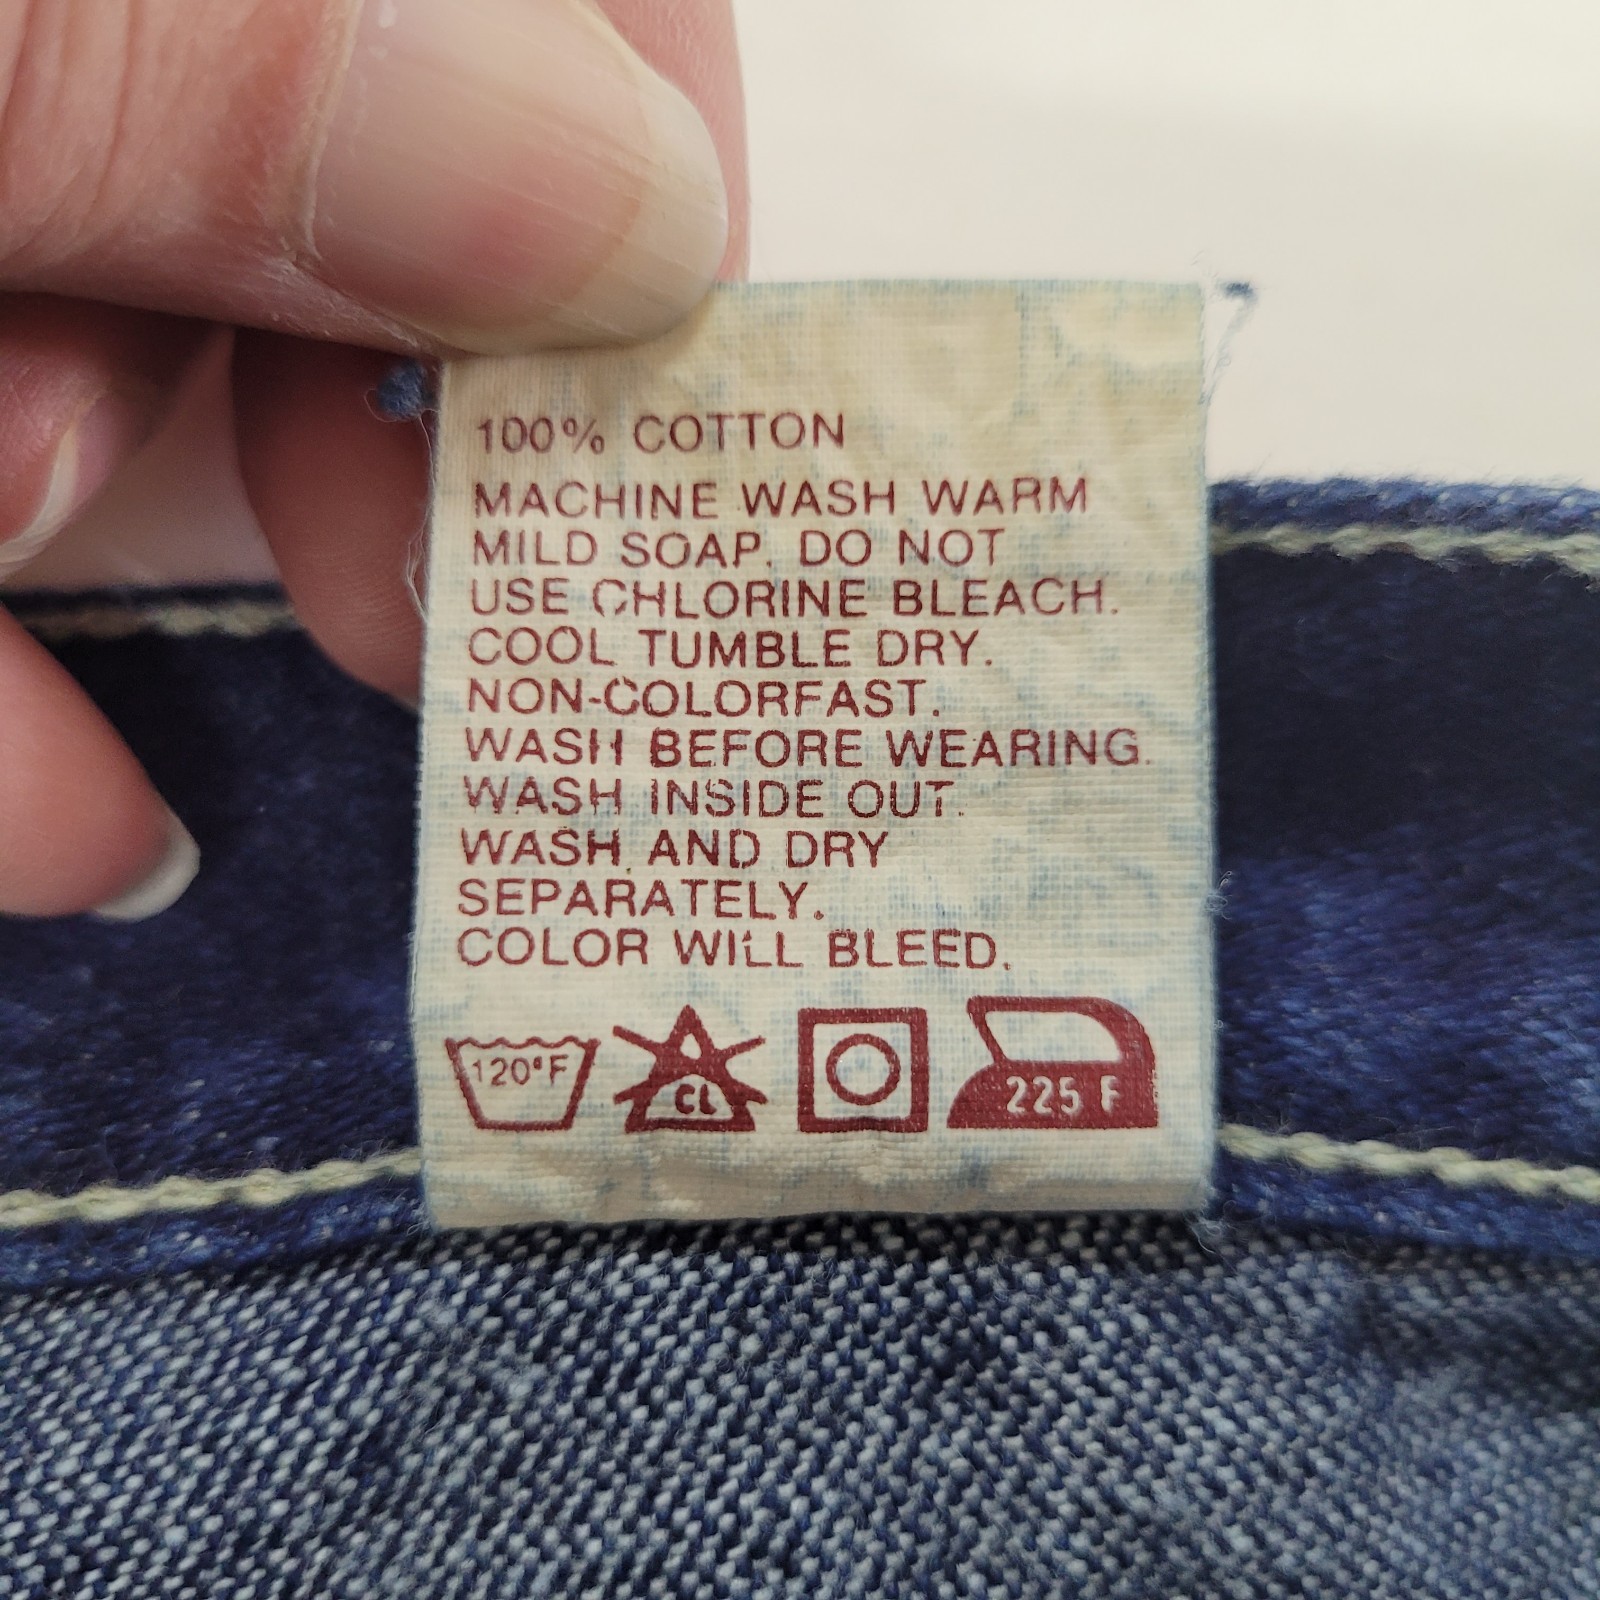 100% COTTON
MACHINE WASH WARM
MILD SOAP. DO NOT
USE CHLORINE BLEACH.
COOL TUMBLE DRY.
NON-COLORFAST.
WASH BEFORE WEARING.
WASH INSIDE OUT.
WASH AND DRY
SEPARATELY.
COLOR WILL BLEED.
120°F CL 225 F